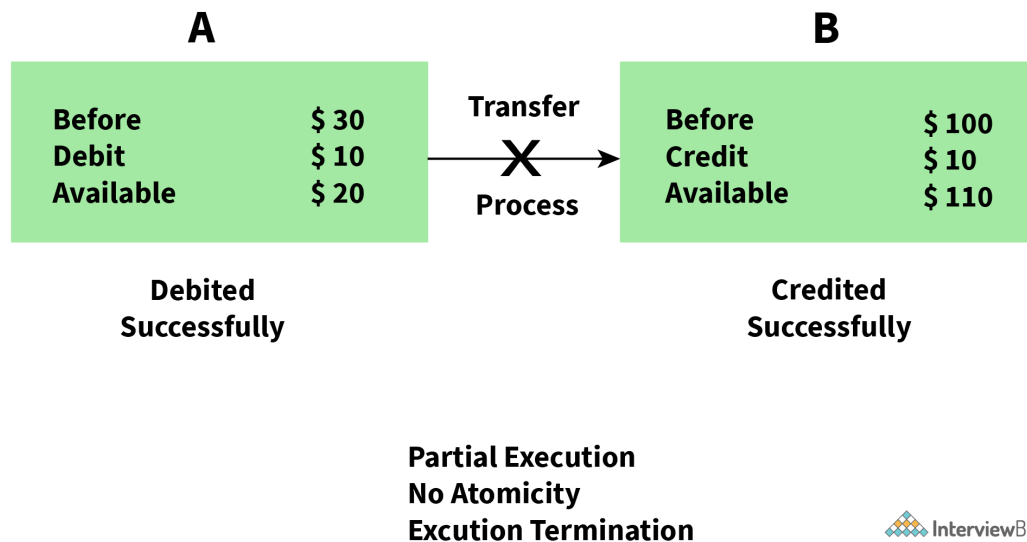 A
B
Before $ 30
Debit $ 10
Available $ 20
Transfer
X
Process
Before $ 100
Credit $ 10
Available $ 110
Debited
Successfully
Credited
Successfully
Partial Execution
No Atomicity
Excution Termination
InterviewB